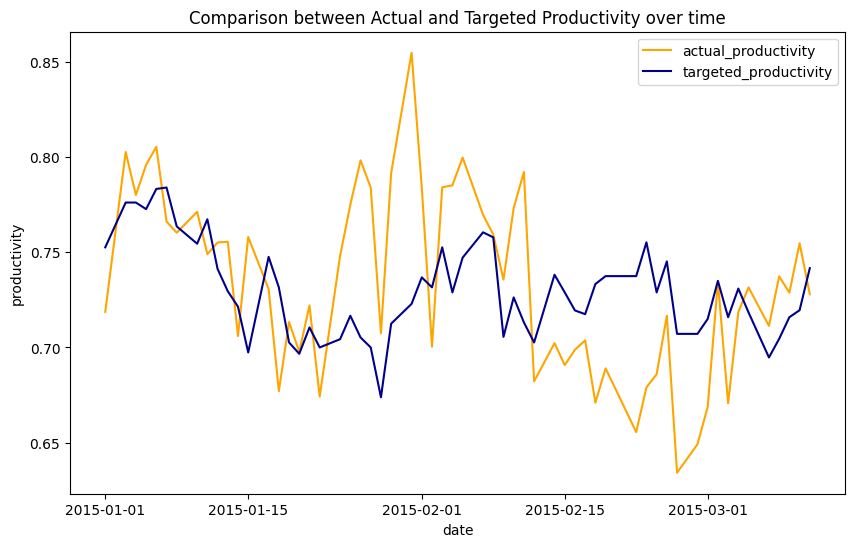 Comparison between Actual and Targeted Productivity over time
actual_productivity
targeted_productivity
productivity
0.85
0.80
0.75
0.70
0.65
2015-01-01
2015-01-15
2015-02-01
2015-02-15
2015-03-01
date